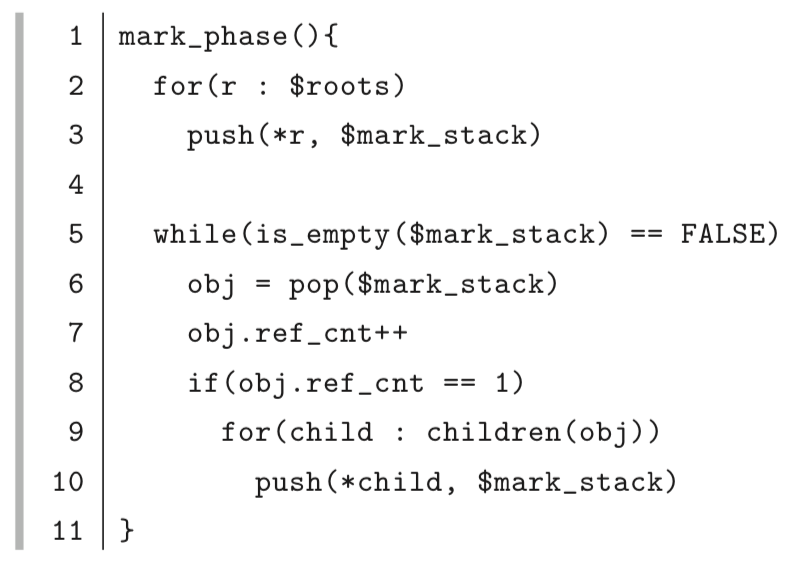 1 mark_phase(){
2   for(r : $roots)
3     push(*r, $mark_stack)
4
5   while(is_empty($mark_stack) == FALSE)
6     obj = pop($mark_stack)
7     obj.ref_cnt++
8     if(obj.ref_cnt == 1)
9       for(child : children(obj))
10         push(*child, $mark_stack)
11 }